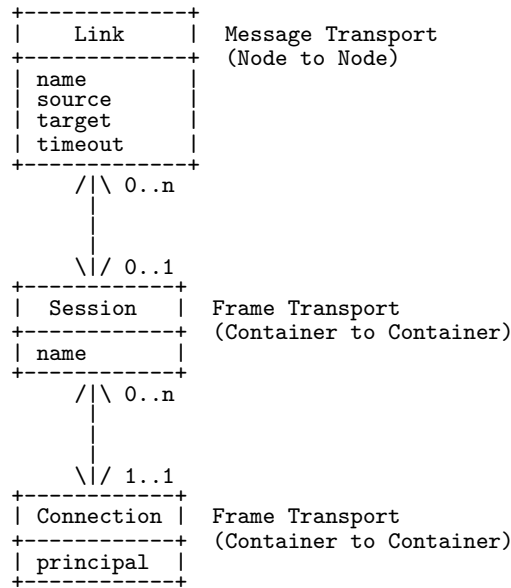 +-------------+
|    Link     |  Message Transport
+-------------+  (Node to Node)
| name        |
| source      |
| target      |
| timeout     |
+-------------+
     /|\ 0..n
      |
      |
      |
     \|/ 0..1
+------------+
|  Session   |  Frame Transport
+------------+  (Container to Container)
| name       |
+------------+
     /|\ 0..n
      |
      |
      |
     \|/ 1..1
+------------+
| Connection |  Frame Transport
+------------+  (Container to Container)
| principal  |
+------------+